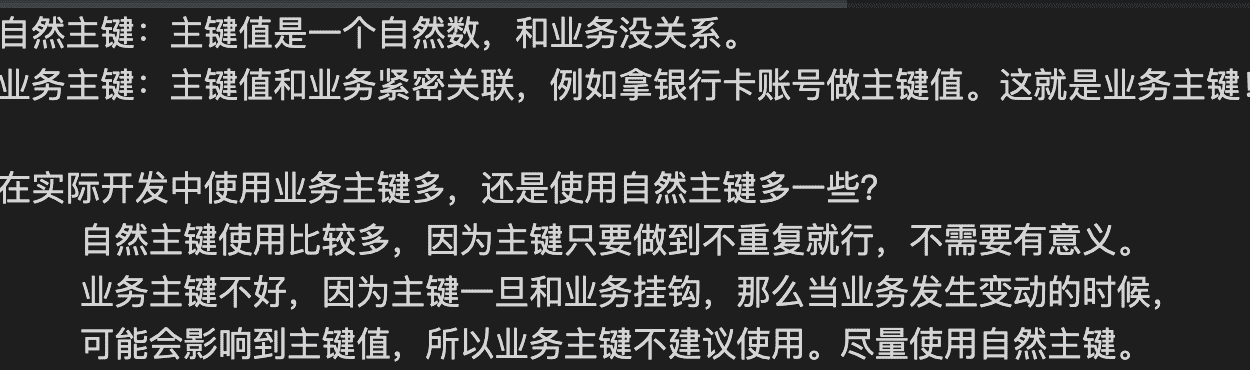 自然主键：主键值是一个自然数，和业务没关系。
业务主键：主键值和业务紧密关联，例如拿银行卡账号做主键值。这就是业务主键！
在实际开发中使用业务主键多，还是使用自然主键多一些？
自然主键使用比较多，因为主键只要做到不重复就行，不需要有意义。
业务主键不好，因为主键一旦和业务挂钩，那么当业务发生变动的时候，
可能会影响到主键值，所以业务主键不建议使用。尽量使用自然主键。